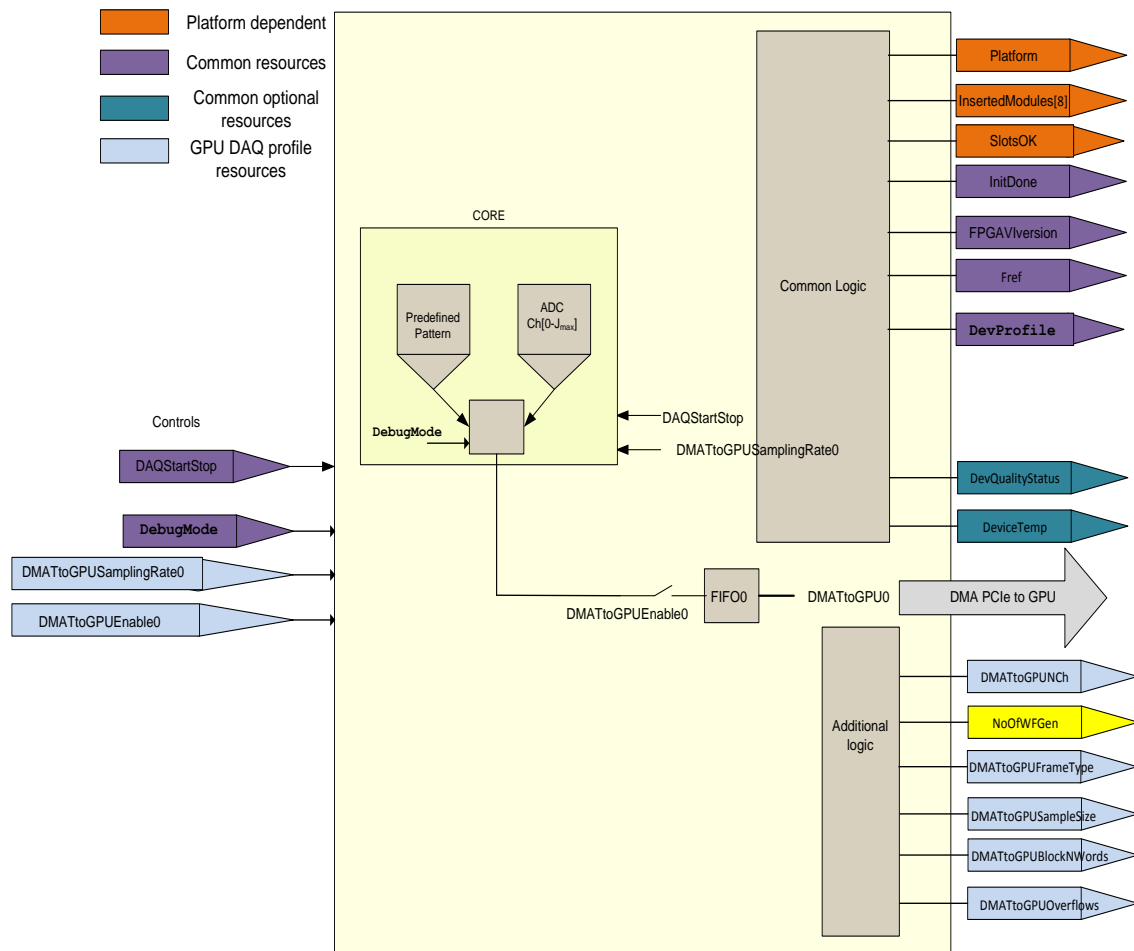 Platform dependent
Common resources
Common optional
resources
GPU DAQ profile
resources
Controls
DAQStartStop
DebugMode
DMATtoGPUSamplingRate0
DMATtoGPUEnable0
CORE
Predefined
Pattern
ADC
Ch[0-Jmax]
DebugMode
DAQStartStop
DMATtoGPUSamplingRate0
DMATtoGPUEnable0
FIFO0
DMATtoGPU0
DMA PCIe to GPU
Common Logic
Platform
InsertedModules[8]
SlotsOK
InitDone
FPGAVIversion
Fref
DevProfile
DevQualityStatus
DeviceTemp
Additional
logic
DMATtoGPUNCh
NoOfWFGen
DMATtoGPUFrameType
DMATtoGPUSampleSize
DMATtoGPUBlockNWords
DMATtoGPUOverflows